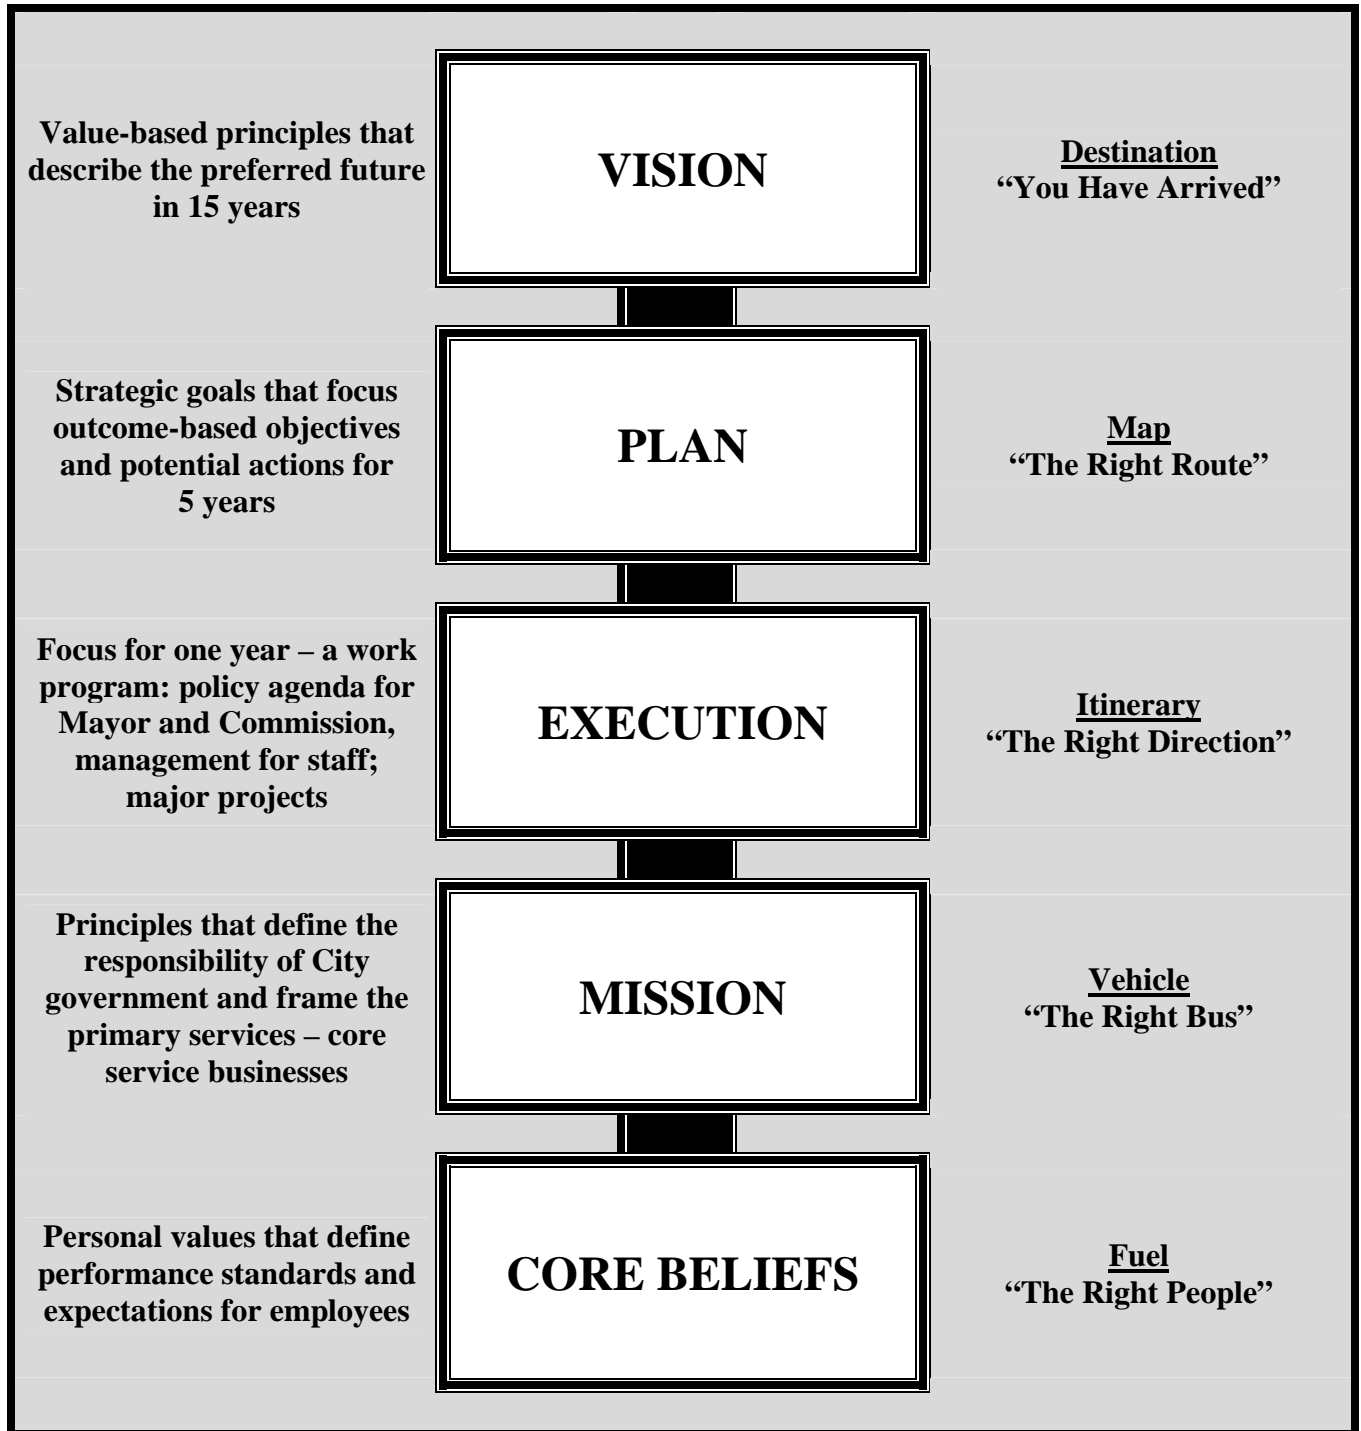 Value-based principles that
describe the preferred future
in 15 years
VISION
Destination
“You Have Arrived”
Strategic goals that focus
outcome-based objectives
and potential actions for
5 years
PLAN
Map
“The Right Route”
Focus for one year – a work
program: policy agenda for
Mayor and Commission,
management for staff;
major projects
EXECUTION
Itinerary
“The Right Direction”
Principles that define the
responsibility of City
government and frame the
primary services – core
service businesses
MISSION
Vehicle
“The Right Bus”
Personal values that define
performance standards and
expectations for employees
CORE BELIEFS
Fuel
“The Right People”